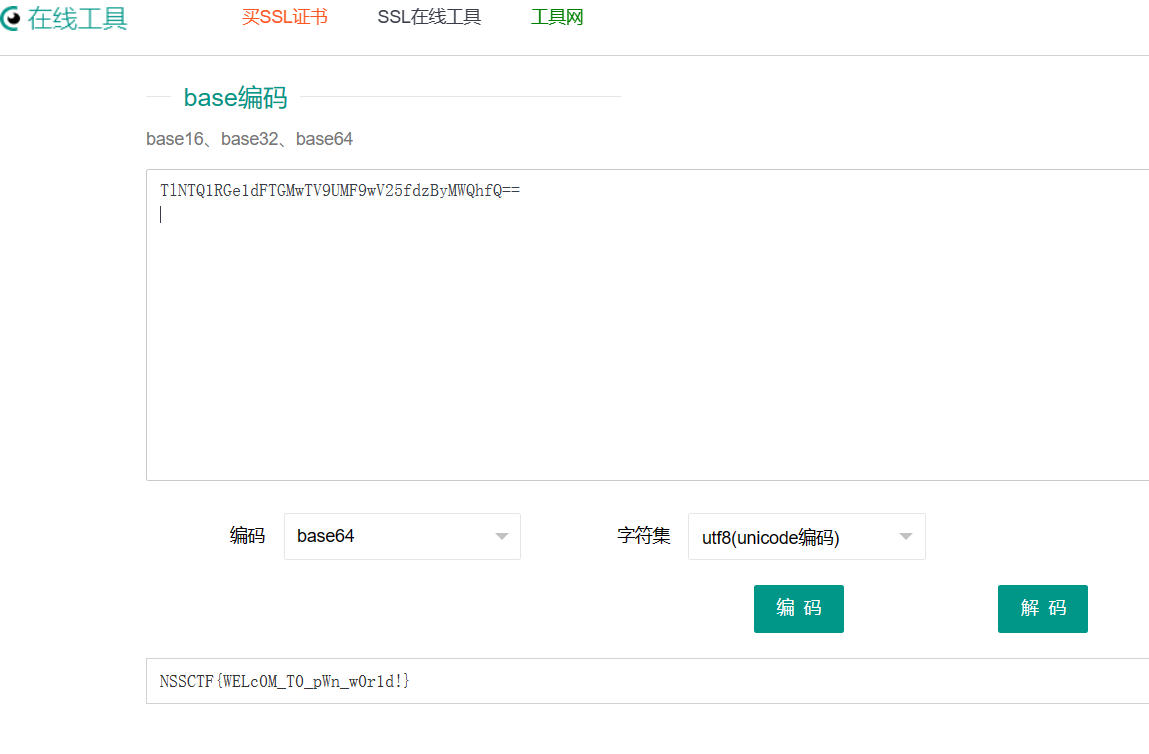 在线工具 买SSL证书 SSL在线工具 工具网
base编码
base16、base32、base64
TlNTQ1RGe1dFTGMwTV9UMF9wV25fdzByMWQhfQ==
编码 base64 字符集 utf8(unicode编码)
编 码 解 码
NSSCTF{WELc0M_T0_pWn_w0r1d!}